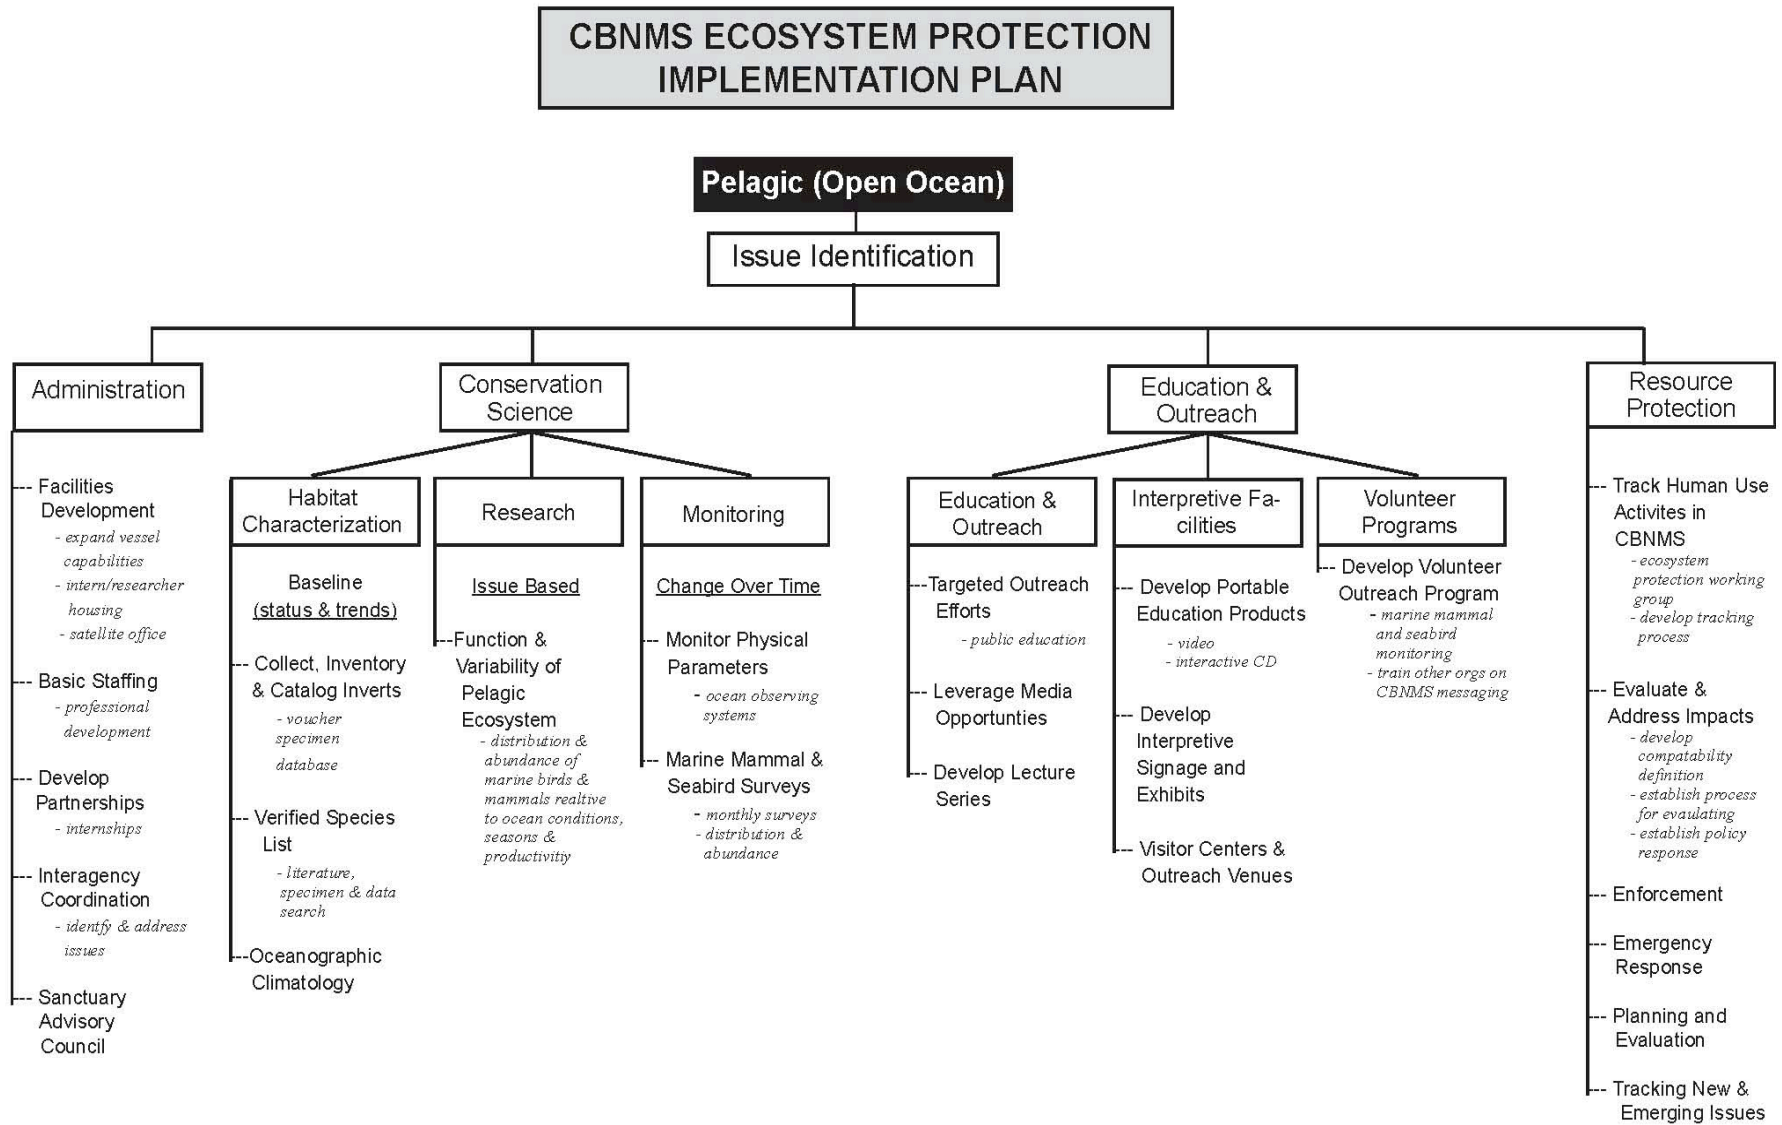 CBNMS ECOSYSTEM PROTECTION
IMPLEMENTATION PLAN
Pelagic (Open Ocean)
Issue Identification
Administration
--- Facilities
Development
- expand vessel
capabilities
- intern/researcher
housing
- satellite office
--- Basic Staffing
- professional
development
--- Develop
Partnerships
- internships
--- Interagency
Coordination
- identfy & address
issues
--- Sanctuary
Advisory
Council
Conservation
Science
Habitat
Characterization
Baseline
(status & trends)
--- Collect, Inventory
& Catalog Inverts
- voucher
specimen
database
--- Verified Species
List
- literature,
specimen & data
search
---Oceanographic
Climatology
Research
Issue Based
---Function &
Variability of
Pelagic
Ecosystem
- distribution &
abundance of
marine birds &
mammals realtive
to ocean conditions,
seasons &
productivitiy
Monitoring
Change Over Time
--- Monitor Physical
Parameters
- ocean observing
systems
--- Marine Mammal &
Seabird Surveys
- monthly surveys
- distribution &
abundance
Education &
Outreach
Education &
Outreach
--- Targeted Outreach
Efforts
- public education
--- Leverage Media
Opportunties
--- Develop Lecture
Series
Interpretive Fa-
cilities
--- Develop Portable
Education Products
- video
- interactive CD
--- Develop
Interpretive
Signage and
Exhibits
--- Visitor Centers &
Outreach Venues
Volunteer
Programs
--- Develop Volunteer
Outreach Program
- marine mammal
and seabird
monitoring
- train other orgs on
CBNMS messaging
Resource
Protection
--- Track Human Use
Activites in
CBNMS
- ecosystem
protection working
group
- develop tracking
process
--- Evaluate &
Address Impacts
- develop
compatability
definition
- establish process
for evaulating
- establish policy
response
--- Enforcement
--- Emergency
Response
--- Planning and
Evaluation
--- Tracking New &
Emerging Issues